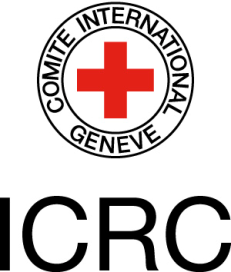 COMITE INTERNATIONAL
GENEVE
ICRC